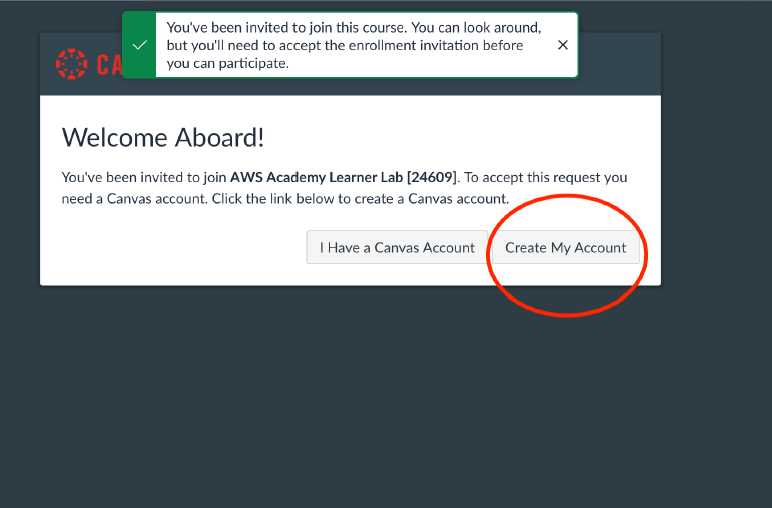 You've been invited to join this course. You can look around,
but you'll need to accept the enrollment invitation before
you can participate.
CA
Welcome Aboard!
You've been invited to join AWS Academy Learner Lab [24609]. To accept this request you
need a Canvas account. Click the link below to create a Canvas account.
I Have a Canvas Account
Create My Account